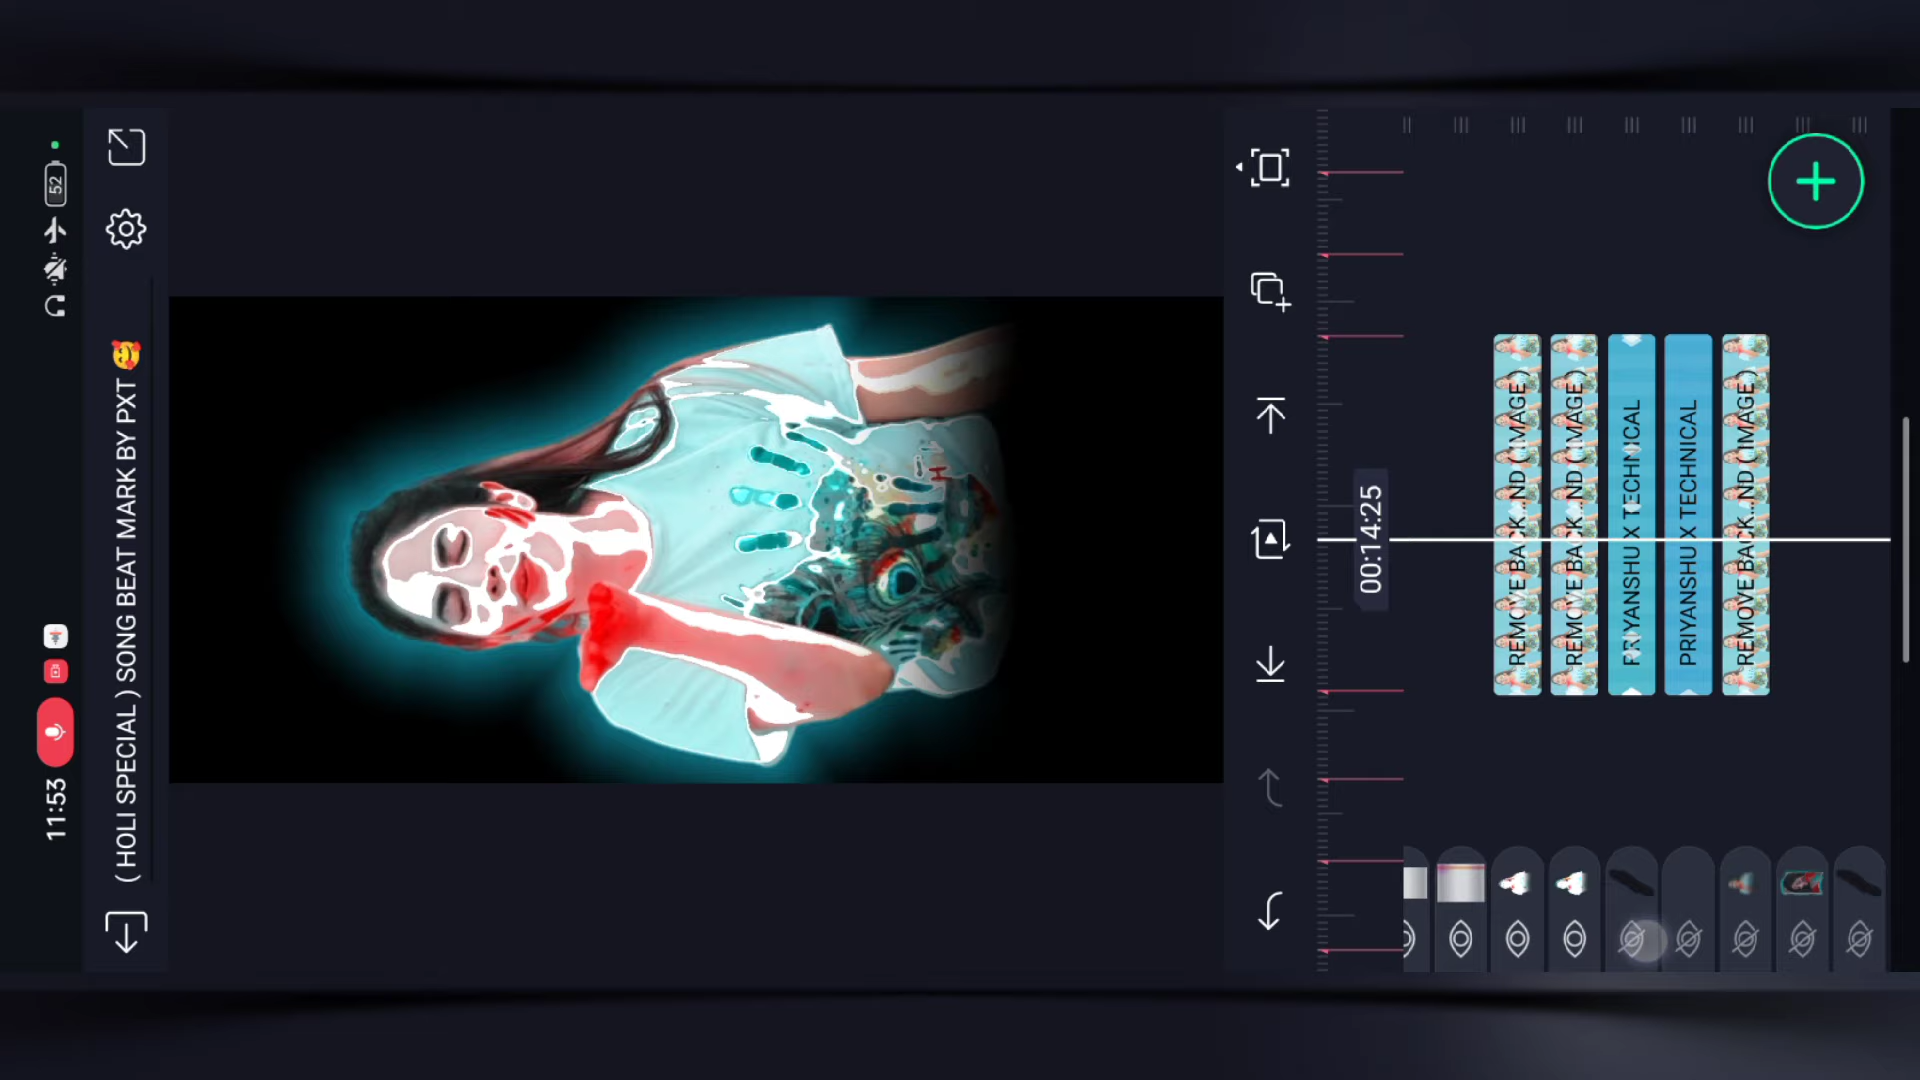 11:53
52
( HOLI SPECIAL ) SONG BEAT MARK BY PXT 🥰
00:14:25
REMOVE BACK...ND ( IMAGE )
REMOVE BACK...ND ( IMAGE )
PRIYANSHU X TECHNICAL
PRIYANSHU X TECHNICAL
REMOVE BACK...ND ( IMAGE )